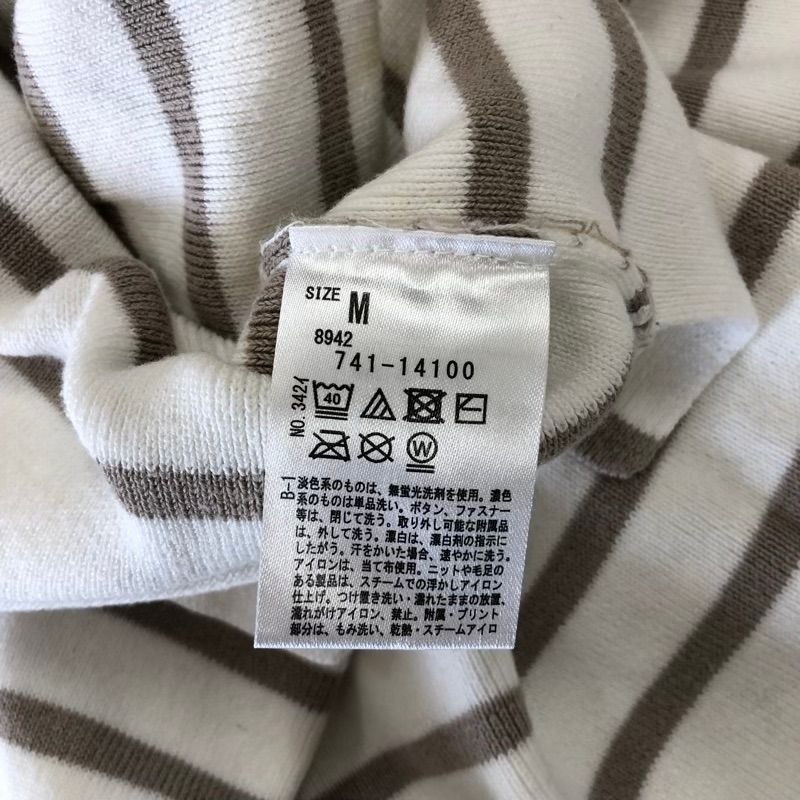 SIZE M
8942
741-14100
NO.3421
40
W
B-1
淡色系のものは、無蛍光洗剤を使用。濃色
系のものは単品洗い。ボタン、ファスナー
等は、閉じて洗う。取り外し可能な附属品
は、外して洗う。漂白は、漂白剤の指示に
したがう。汗をかいた場合、速やかに洗う。
アイロンは、当て布使用。ニットや毛足の
ある製品は、スチームでの浮かしアイロン
仕上げ。つけ置き洗い・濡れたままの放置、
濡れがけアイロン、禁止。附属・プリント
部分は、もみ洗い、乾熱・スチームアイロ